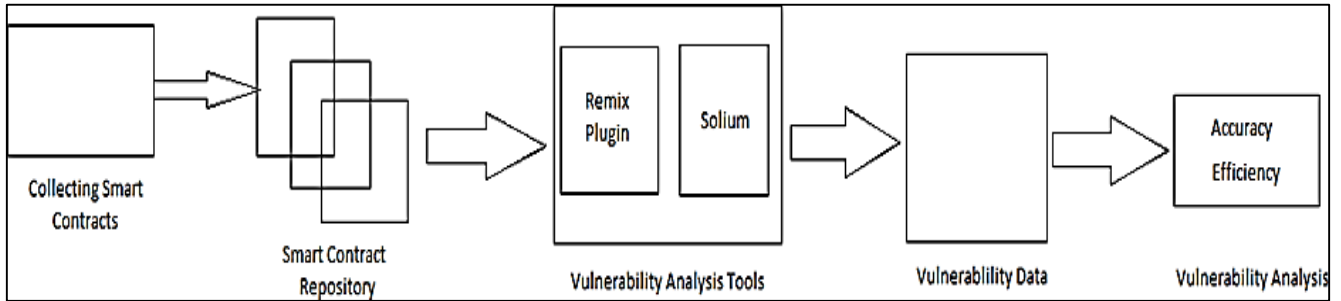 Remix
Plugin
Solium
Accuracy
Efficiency
Collecting Smart
Contracts
Smart Contract
Repository
Vulnerability Analysis Tools
Vulnerablility Data
Vulnerability Analysis